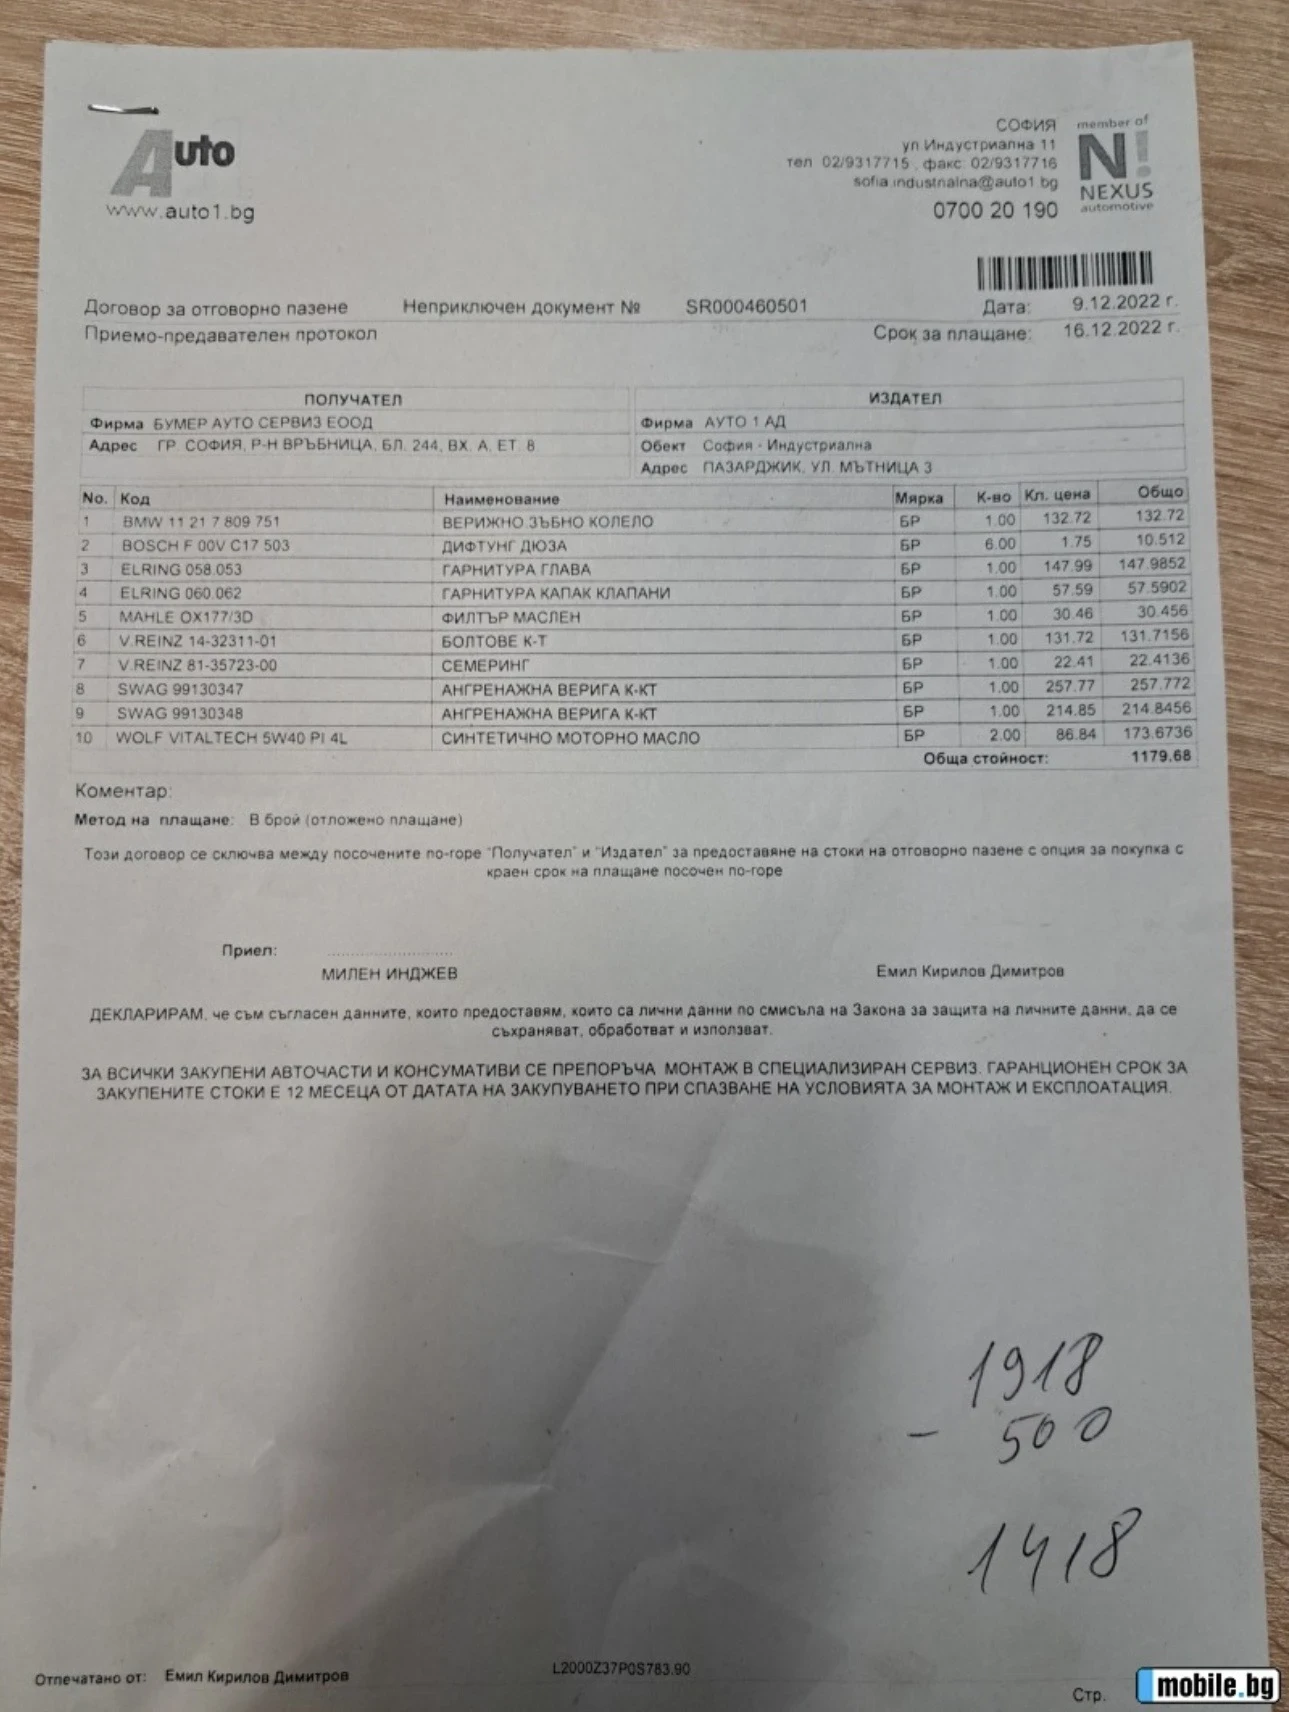 Auto
www.auto1.bg
СОФИЯ
ул Индустриална 11
тел 02/9317715 , факс 02/9317716
sofia.industrialna@auto1 bg
0700 20 190
member of
N!
NEXUS
automotive
Договор за отговорно пазене Неприключен документ № SR000460501 Дата: 9.12.2022 г.
Приемо-предавателен протокол Срок за плащане: 16.12.2022 г.
ПОЛУЧАТЕЛ ИЗДАТЕЛ
Фирма БУМЕР АУТО СЕРВИЗ ЕООД Фирма АУТО 1 АД
Адрес ГР. СОФИЯ, Р-Н ВРЪБНИЦА, БЛ. 244, ВХ. А, ЕТ. 8 Обект София - Индустриална
Адрес ПАЗАРДЖИК, УЛ. МЪТНИЦА 3
No. Код Наименование Мярка К-во Кл. цена Общо
1 BMW 11 21 7 809 751 ВЕРИЖНО ЗЪБНО КОЛЕЛО БР 1.00 132.72 132.72
2 BOSCH F 00V C17 503 ДИФТУНГ ДЮЗА БР 6.00 1.75 10.512
3 ELRING 058.053 ГАРНИТУРА ГЛАВА БР 1.00 147.99 147.9852
4 ELRING 060.062 ГАРНИТУРА КАПАК КЛАПАНИ БР 1.00 57.59 57.5902
5 MAHLE OX177/3D ФИЛТЪР МАСЛЕН БР 1.00 30.46 30.456
6 V.REINZ 14-32311-01 БОЛТОВЕ К-Т БР 1.00 131.72 131.7156
7 V.REINZ 81-35723-00 СЕМЕРИНГ БР 1.00 22.41 22.4136
8 SWAG 99130347 АНГРЕНАЖНА ВЕРИГА К-КТ БР 1.00 257.77 257.772
9 SWAG 99130348 АНГРЕНАЖНА ВЕРИГА К-КТ БР 1.00 214.85 214.8456
10 WOLF VITALTECH 5W40 PI 4L СИНТЕТИЧНО МОТОРНО МАСЛО БР 2.00 86.84 173.6736
Обща стойност: 1179.68
Коментар:
Метод на плащане: В брой (отложено плащане)
Този договор се сключва между посочените по-горе "Получател" и "Издател" за предоставяне на стоки на отговорно пазене с опция за покупка с
краен срок на плащане посочен по-горе
Приел: ..........................
МИЛЕН ИНДЖЕВ Емил Кирилов Димитров
ДЕКЛАРИРАМ, че съм съгласен данните, които предоставям, които са лични данни по смисъла на Закона за защита на личните данни, да се
съхраняват, обработват и използват.
ЗА ВСИЧКИ ЗАКУПЕНИ АВТОЧАСТИ И КОНСУМАТИВИ СЕ ПРЕПОРЪЧА МОНТАЖ В СПЕЦИАЛИЗИРАН СЕРВИЗ. ГАРАНЦИОНЕН СРОК ЗА
ЗАКУПЕНИТЕ СТОКИ Е 12 МЕСЕЦА ОТ ДАТАТА НА ЗАКУПУВАНЕТО ПРИ СПАЗВАНЕ НА УСЛОВИЯТА ЗА МОНТАЖ И ЕКСПЛОАТАЦИЯ.
1918
- 500
1418
Отпечатано от: Емил Кирилов Димитров L2000Z37P0S783.90
Стр.
mobile.bg